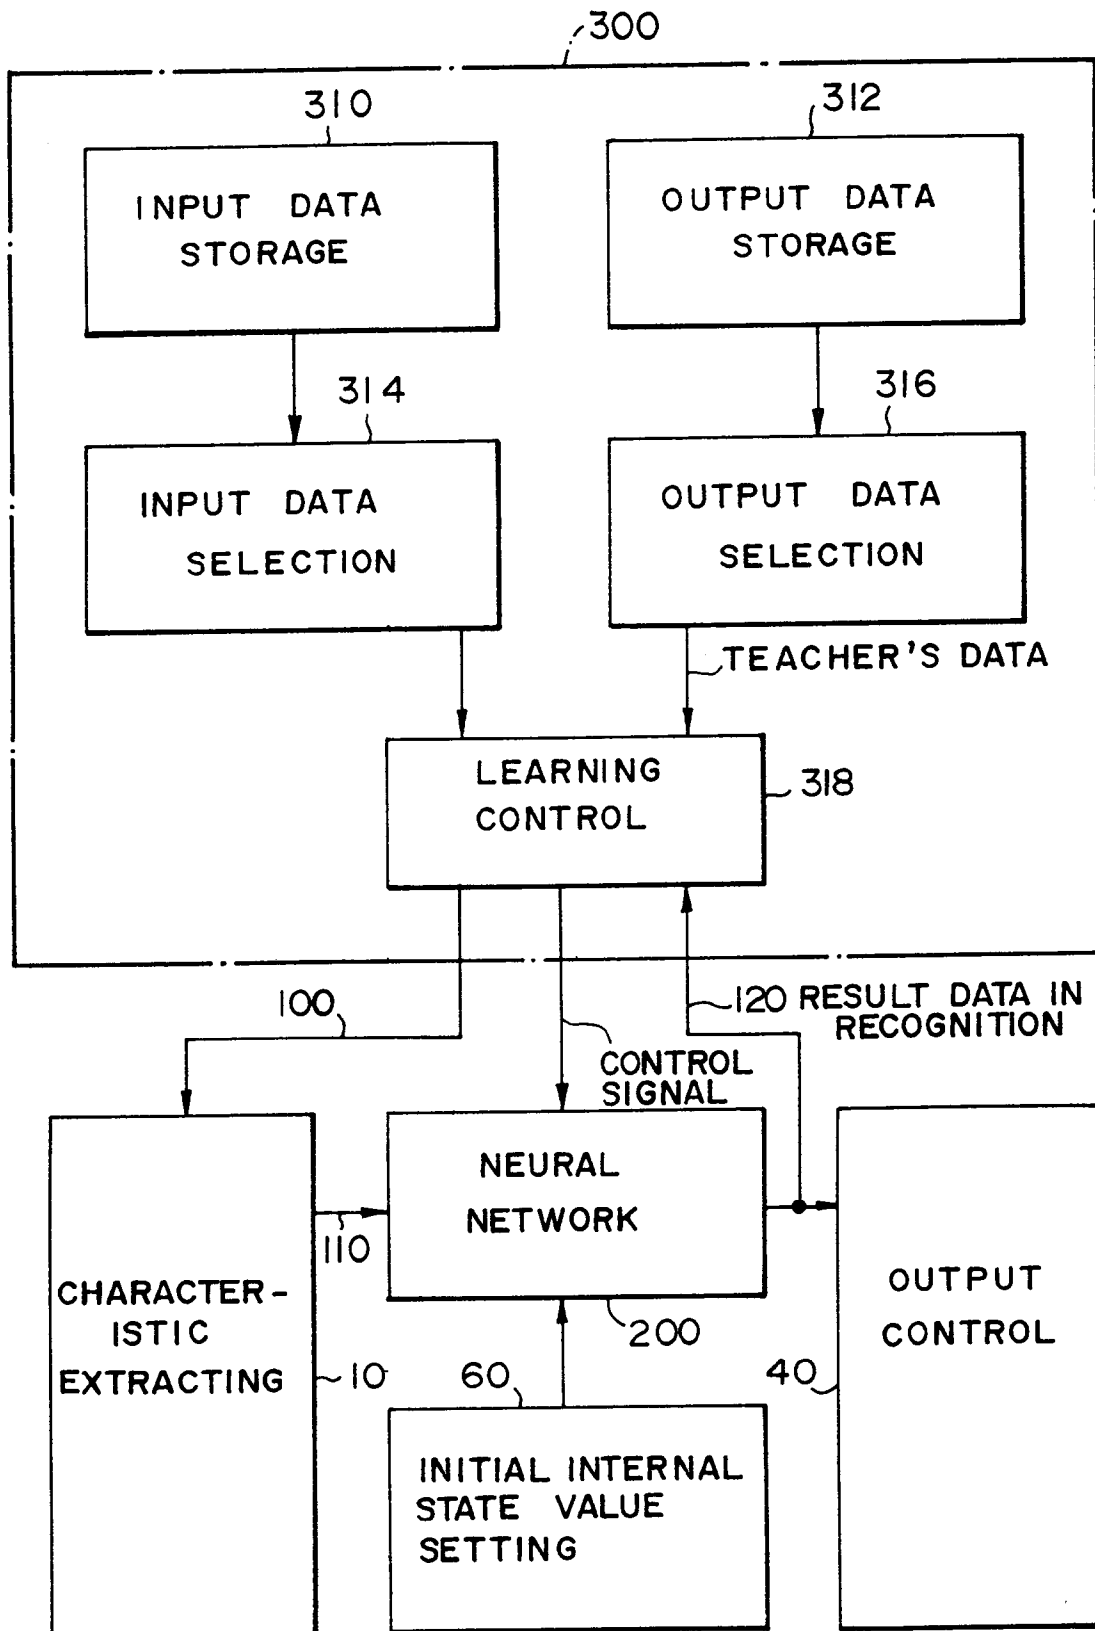 300
310
312
INPUT DATA
STORAGE
OUTPUT DATA
STORAGE
314
316
INPUT DATA
SELECTION
OUTPUT DATA
SELECTION
TEACHER'S DATA
LEARNING
CONTROL
318
100
120 RESULT DATA IN
RECOGNITION
CONTROL
SIGNAL
NEURAL
NETWORK
110
200
CHARACTER-
ISTIC
EXTRACTING
10
60
40
OUTPUT
CONTROL
INITIAL INTERNAL
STATE VALUE
SETTING